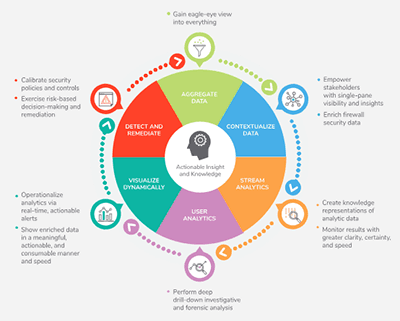 Gain eagle-eye view
into everything
Calibrate security
policies and controls
Exercise risk-based
decision-making and
remediation
Empower
stakeholders
with single-pane
visibility and insights
Enrich firewall
security data
AGGREGATE
DATA
DETECT AND
REMEDIATE
CONTEXTUALIZE
DATA
Actionable Insight
and Knowledge
VISUALIZE
DYNAMICALLY
STREAM
ANALYTICS
USER
ANALYTICS
Operationalize
analytics via
real-time, actionable
alerts
Show enriched data
in a meaningful,
actionable, and
consumable manner
and speed
Create knowledge
representations of
analytic data
Monitor results with
greater clarity, certainty,
and speed
Perform deep
drill-down investigative
and forensic analysis